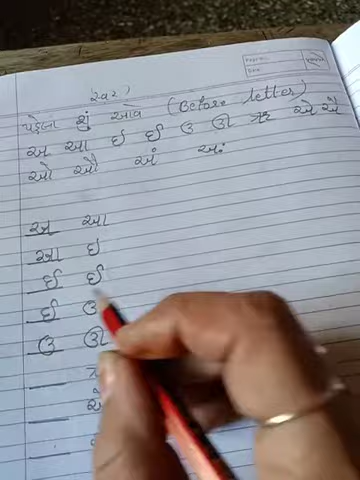 સ્વર
પહેલા શું આવે (Before letter)
અ આ ઇ ઈ ઉ ઊ ઋ એ ઐ
ઓ ઔ અં અઃ
અ આ
આ ઇ
ઈ ઈ
ઈ ઉ
ઉ ઊ